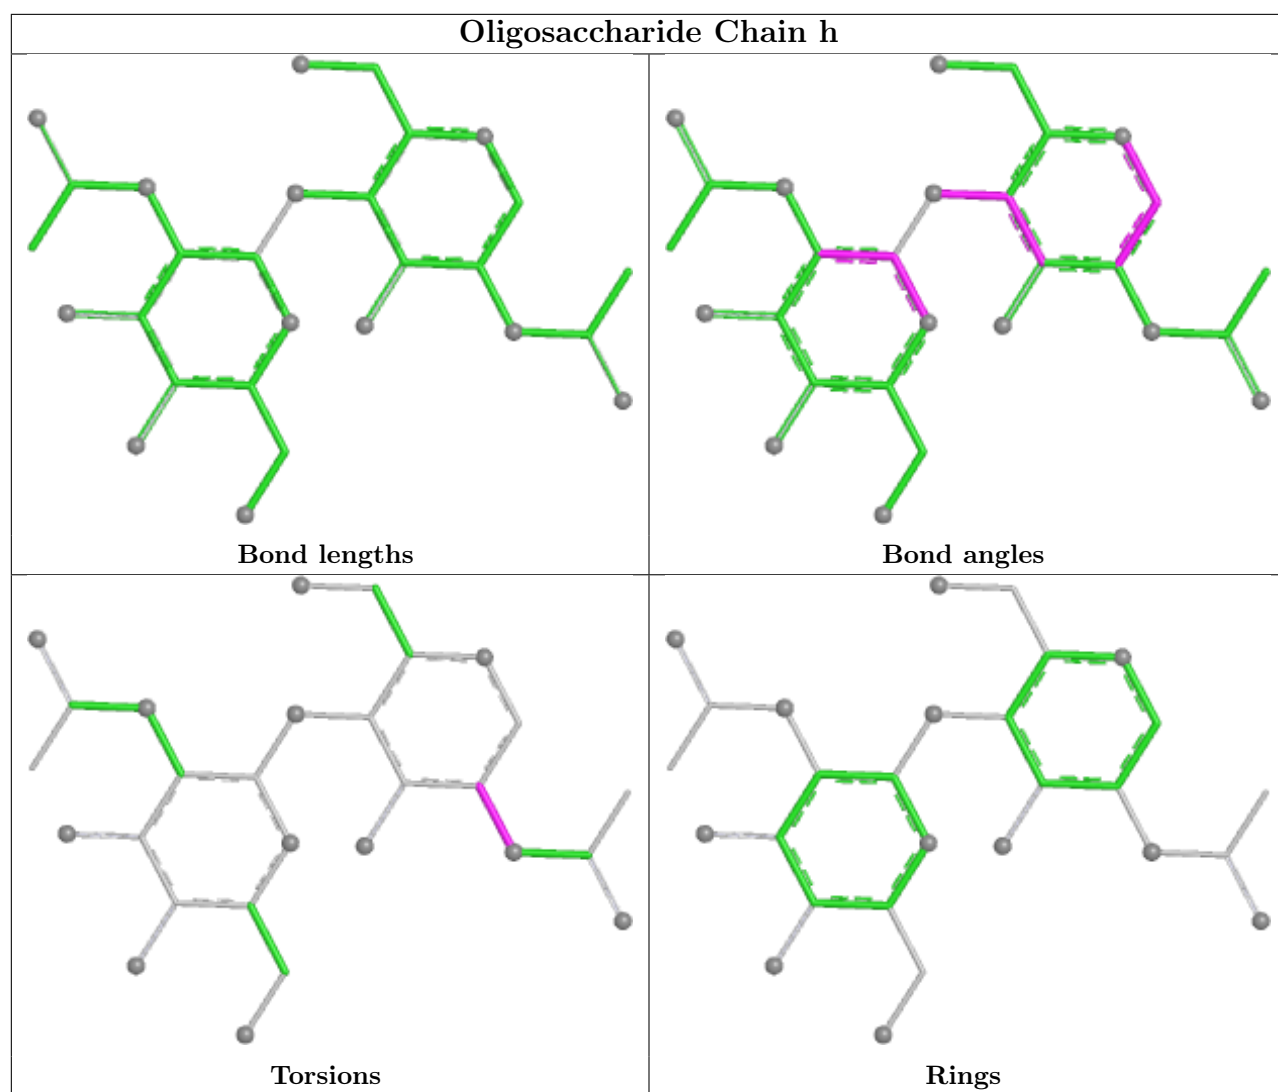 Oligosaccharide Chain h
Bond lengths
Bond angles
Torsions
Rings